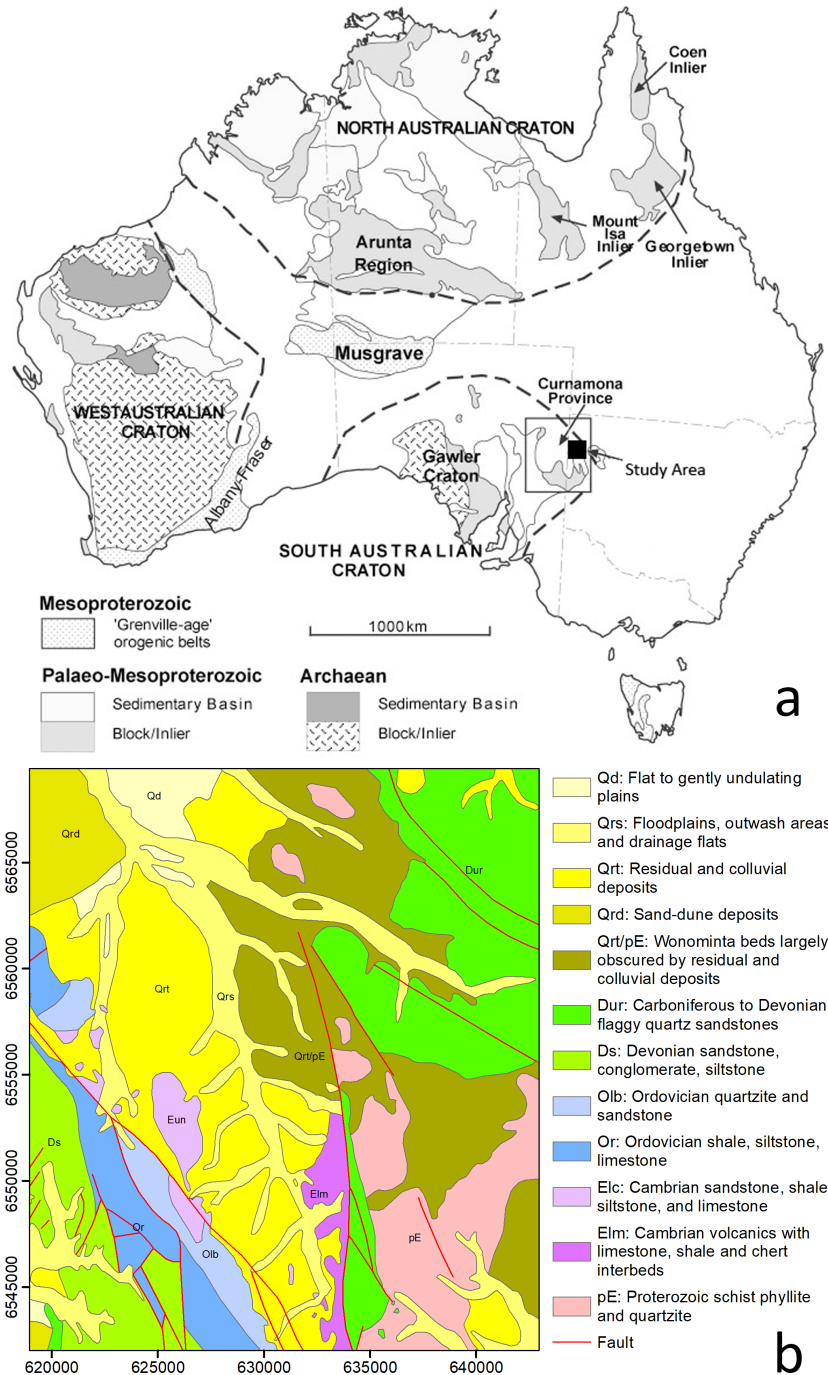 Coen
Inlier
NORTH AUSTRALIAN CRATON
Mount
Isa
Inlier
Georgetown
Inlier
Arunta
Region
Musgrave
Curnamona
Province
WESTAUSTRALIAN
CRATON
Gawler
Craton
Study Area
Albany-Fraser
SOUTH AUSTRALIAN
CRATON
Mesoproterozoic
'Grenville-age'
orogenic belts
1000 km
Palaeo-Mesoproterozoic
Archaean
Sedimentary Basin
Sedimentary Basin
Block/Inlier
Block/Inlier
a
Qd
Qrd
Dur
Qrt
Qrs
Qrt/pE
Eun
Ds
Elm
Or
Olb
pE
6565000
6560000
6555000
6550000
6545000
620000
625000
630000
635000
640000
Qd: Flat to gently undulating
plains
Qrs: Floodplains, outwash areas
and drainage flats
Qrt: Residual and colluvial
deposits
Qrd: Sand-dune deposits
Qrt/pE: Wonominta beds largely
obscured by residual and
colluvial deposits
Dur: Carboniferous to Devonian
flaggy quartz sandstones
Ds: Devonian sandstone,
conglomerate, siltstone
Olb: Ordovician quartzite and
sandstone
Or: Ordovician shale, siltstone,
limestone
Elc: Cambrian sandstone, shale
siltstone, and limestone
Elm: Cambrian volcanics with
limestone, shale and chert
interbeds
pE: Proterozoic schist phyllite
and quartzite
Fault
b